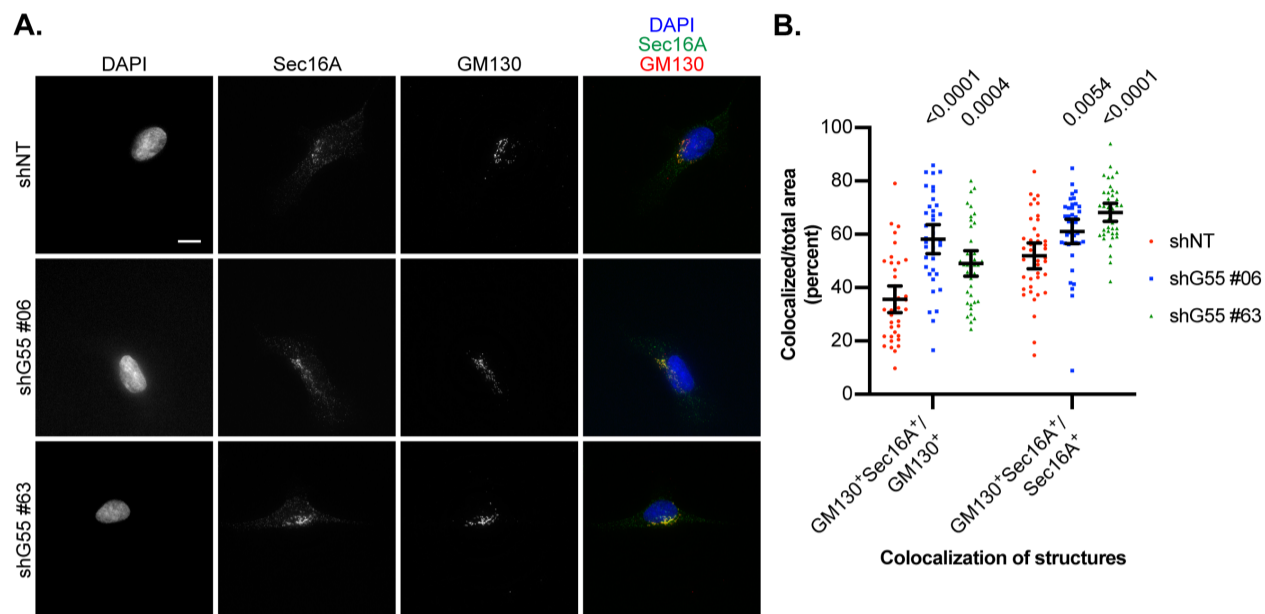 A.
DAPI
Sec16A
GM130
DAPI
Sec16A
GM130
shNT
shG55 #06
shG55 #63
B.
<0.0001
0.0004
0.0054
<0.0001
Colocalized/total area
(percent)
100
80
60
40
20
0
GM130⁺Sec16A⁺/
GM130⁺
GM130⁺Sec16A⁺/
Sec16A⁺
Colocalization of structures
shNT
shG55 #06
shG55 #63